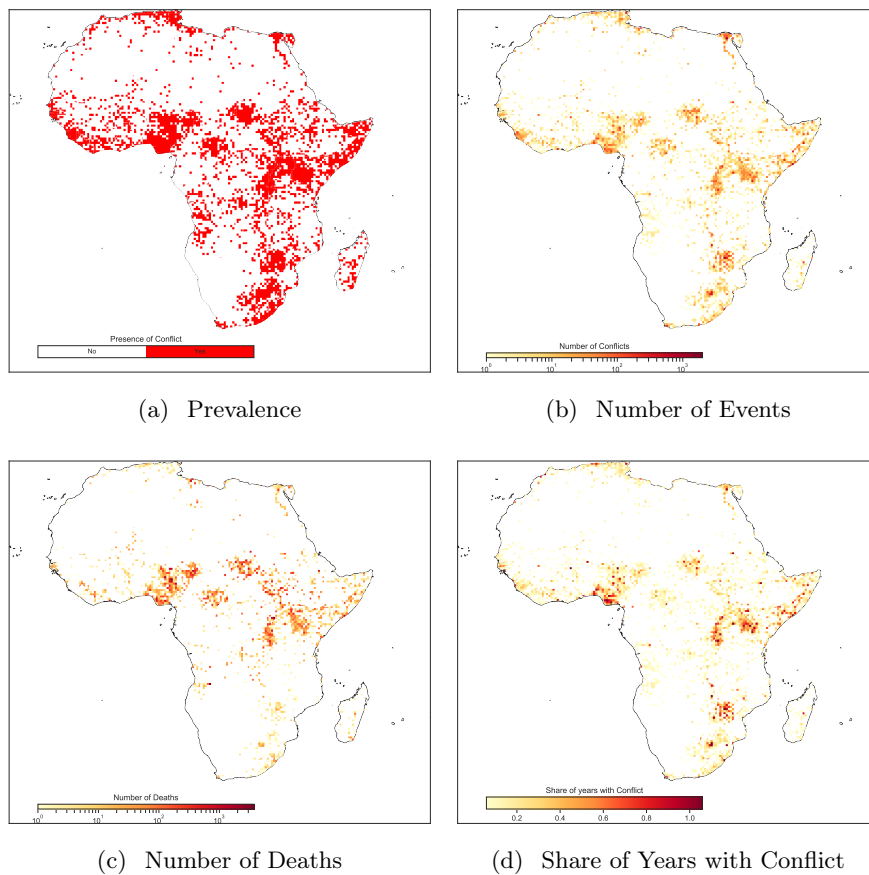 Presence of Conflict
No Yes
(a) Prevalence
Number of Conflicts
10⁰ 10¹ 10² 10³
(b) Number of Events
Number of Deaths
10⁰ 10¹ 10² 10³
(c) Number of Deaths
Share of years with Conflict
0.2 0.4 0.6 0.8 1.0
(d) Share of Years with Conflict